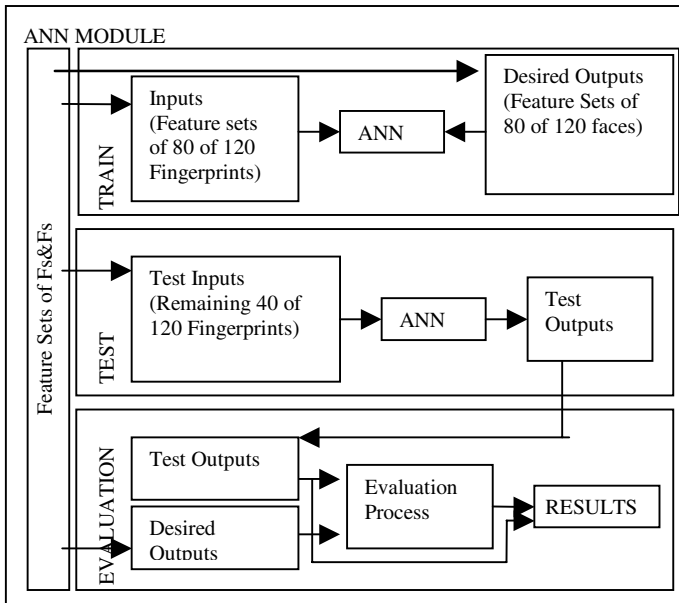 ANN MODULE
Feature Sets of Fs&Fs
TRAIN
Inputs
(Feature sets
of 80 of 120
Fingerprints)
ANN
Desired Outputs
(Feature Sets of
80 of 120 faces)
TEST
Test Inputs
(Remaining 40 of
120 Fingerprints)
ANN
Test
Outputs
EVALUATION
Test Outputs
Desired
Outputs
Evaluation
Process
RESULTS